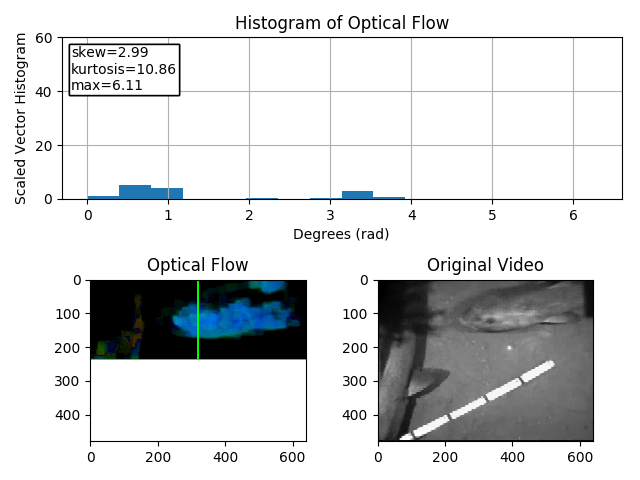 Histogram of Optical Flow
skew=2.99
kurtosis=10.86
max=6.11
Scaled Vector Histogram
60
40
20
0
0 1 2 3 4 5 6
Degrees (rad)
Optical Flow
0
100
200
300
400
0 200 400 600
Original Video
0
100
200
300
400
0 200 400 600